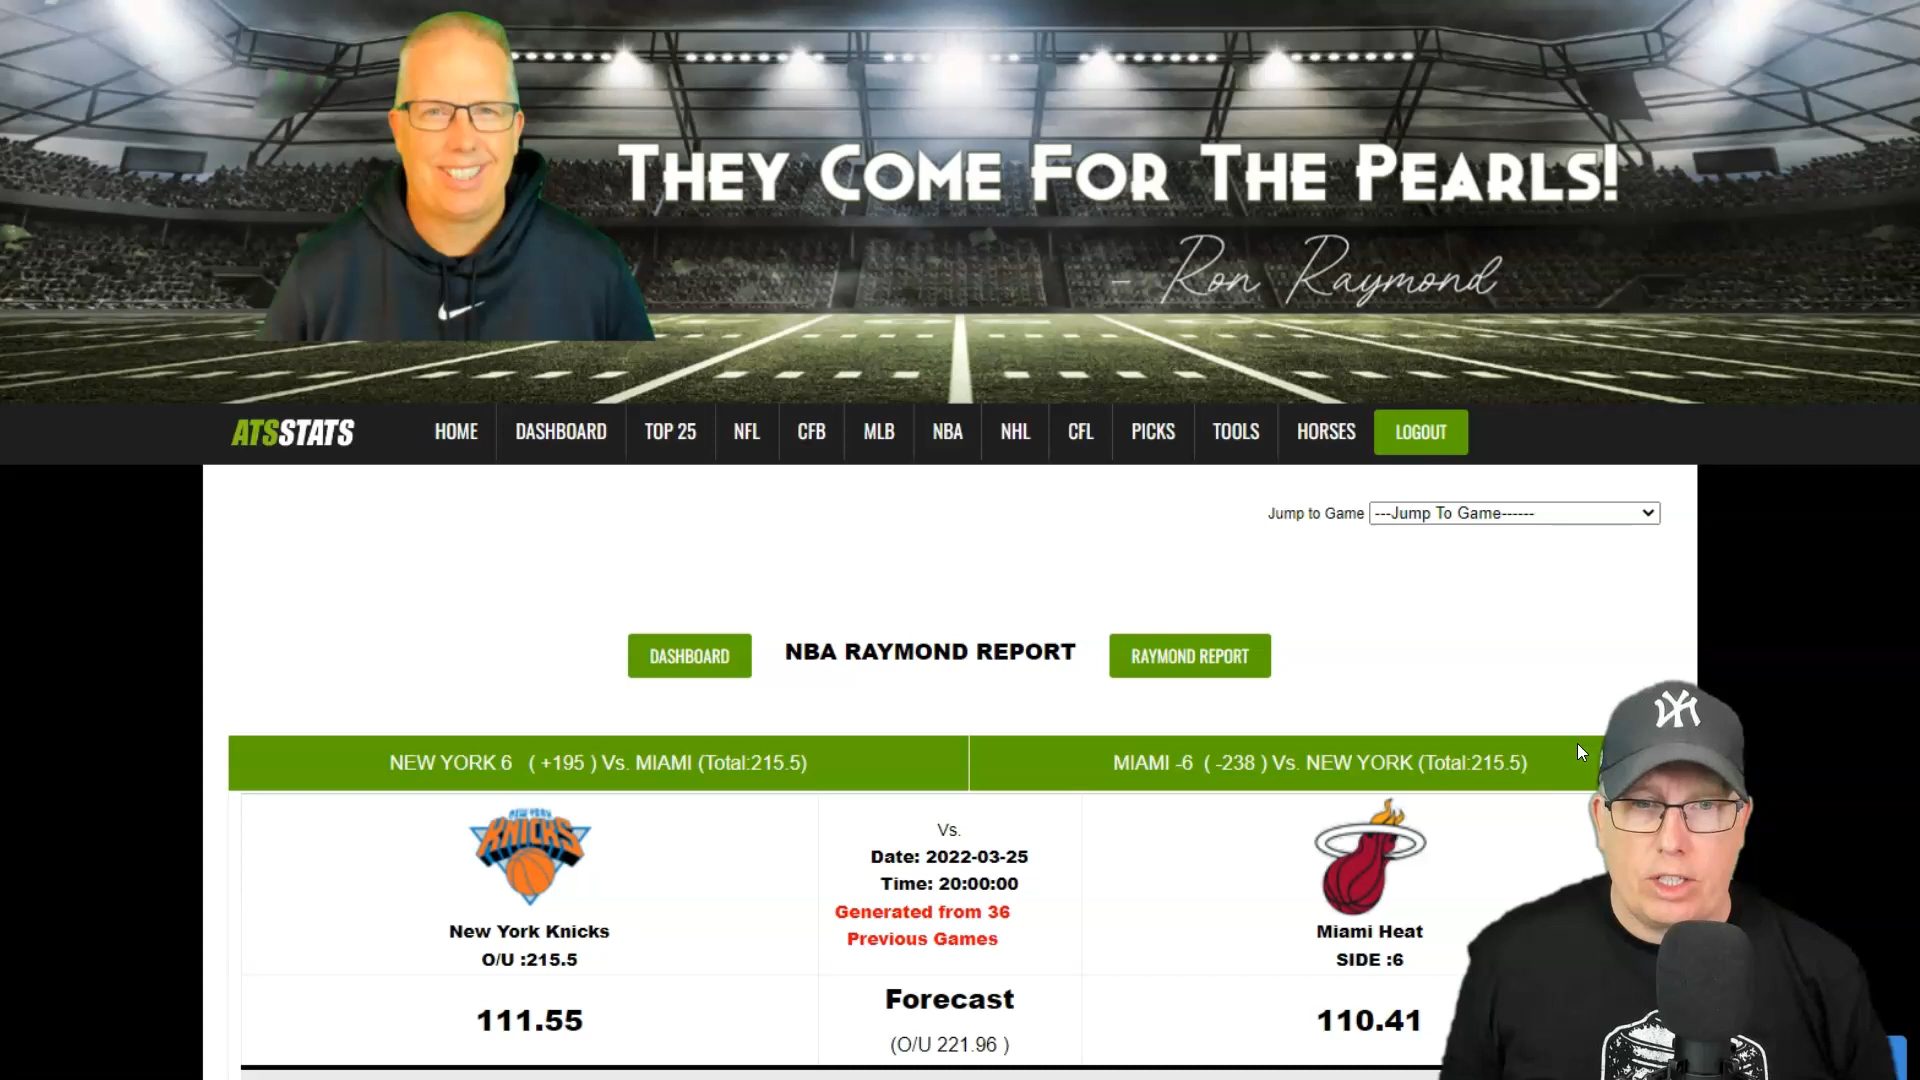 THEY COME FOR THE PEARLS!
- Ron Raymond
ATSSTATS HOME DASHBOARD TOP 25 NFL CFB MLB NBA NHL CFL PICKS TOOLS HORSES LOGOUT
Jump to Game ---Jump To Game------
DASHBOARD NBA RAYMOND REPORT RAYMOND REPORT
NEW YORK 6 ( +195 ) Vs. MIAMI (Total:215.5) MIAMI -6 ( -238 ) Vs. NEW YORK (Total:215.5)
NEW YORK
KNICKS
New York Knicks
O/U :215.5
Vs.
Date: 2022-03-25
Time: 20:00:00
Generated from 36
Previous Games
Miami Heat
SIDE :6
111.55
Forecast
(O/U 221.96 )
110.41
NY